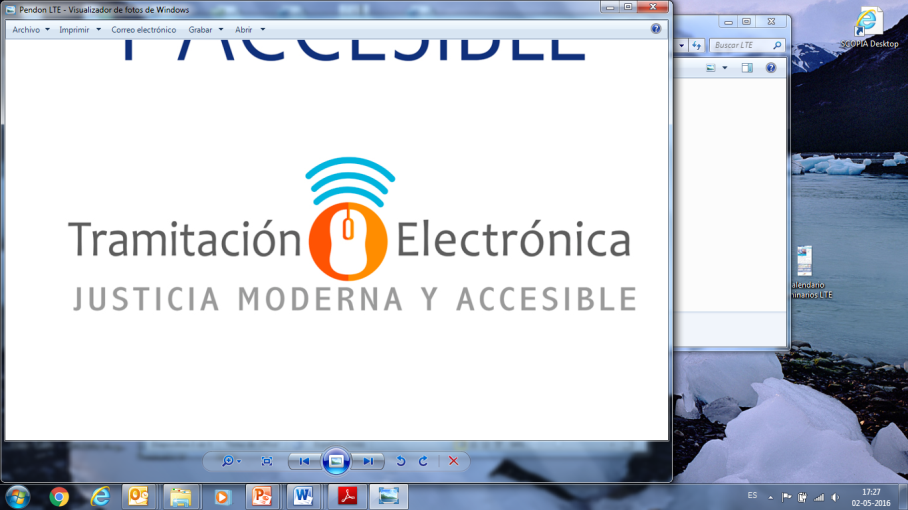 Pendon LTE - Visualizador de fotos de Windows
Archivo Imprimir Correo electrónico Grabar Abrir
Buscar LTE
SCOPIA Desktop
Y ACCESIBLE
Tramitación Electrónica
JUSTICIA MODERNA Y ACCESIBLE
LTE
ES
17:27
02-05-2016